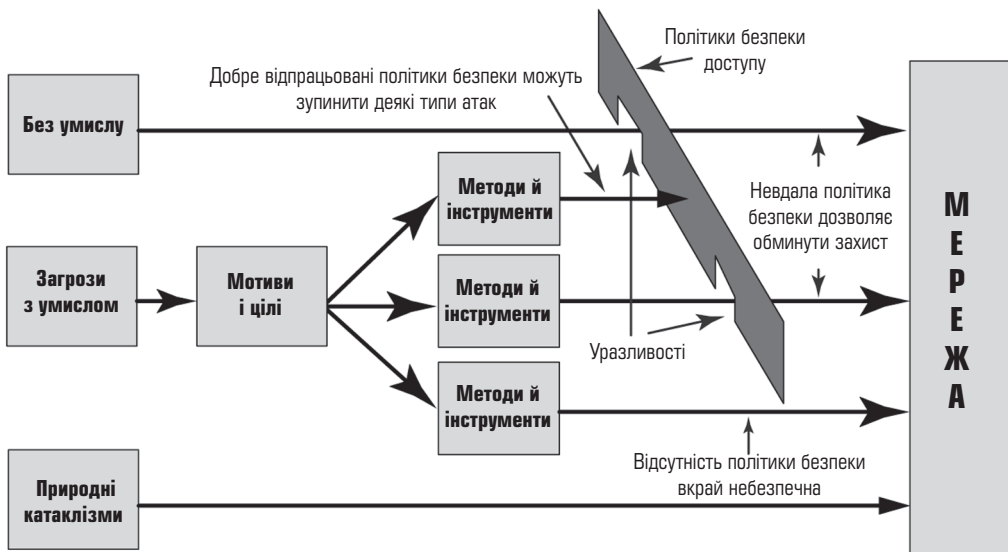 Політики безпеки
доступу
Добре відпрацьовані політики безпеки можуть
зупинити деякі типи атак
Без умислу
Методи й
інструменти
Невдала політика
безпеки дозволяє
обминути захист
Загрози
з умислом
Мотиви
і цілі
Методи й
інструменти
Уразливості
Методи й
інструменти
Відсутність політики безпеки
вкрай небезпечна
Природні
катаклізми
М
Е
Р
Е
Ж
А